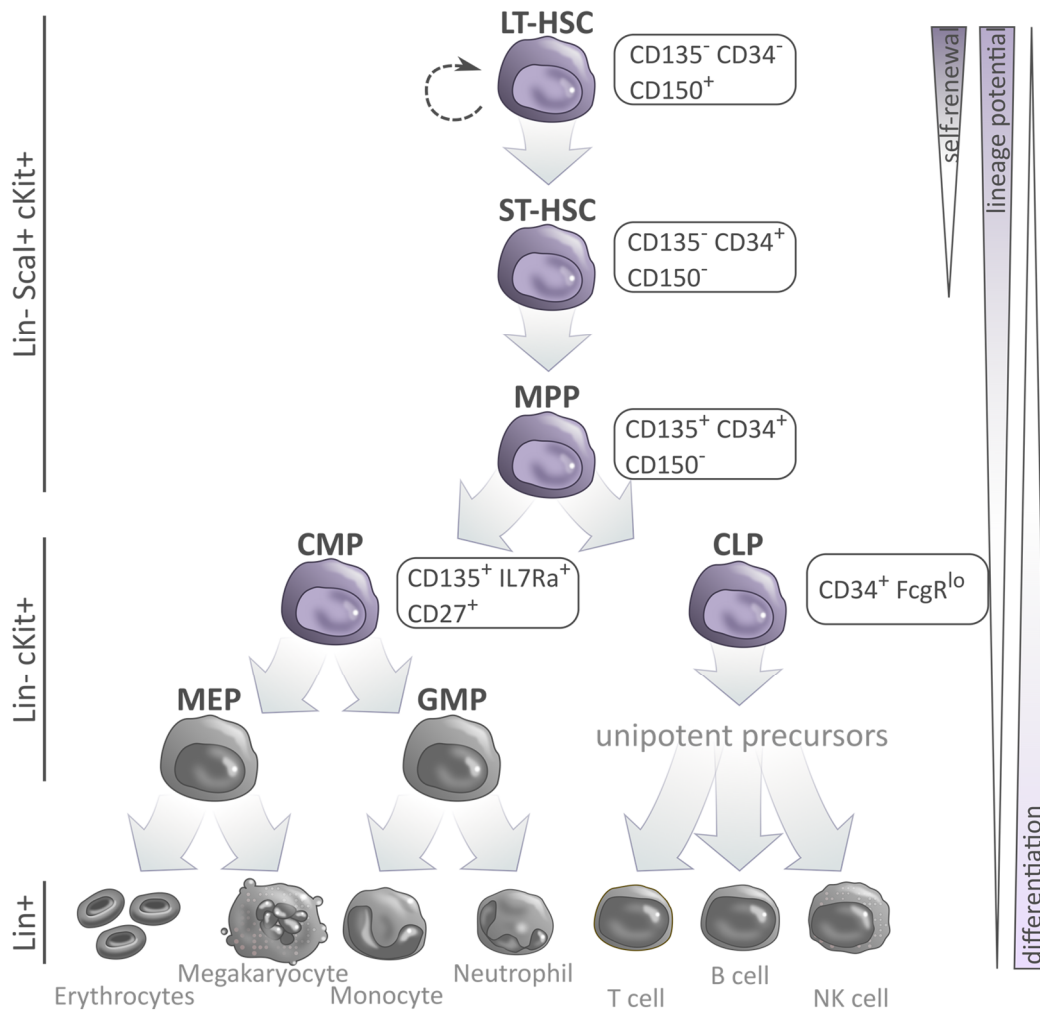 LT-HSC
CD135⁻ CD34⁻
CD150⁺
self-renewal
lineage potential
Lin- ScaI+ cKit+
ST-HSC
CD135⁻ CD34⁺
CD150⁻
MPP
CD135⁺ CD34⁺
CD150⁻
CMP
CD135⁺ IL7Ra⁺
CD27⁺
CLP
CD34⁺ FcgRˡᵒ
Lin- cKit+
MEP
GMP
unipotent precursors
differentiation
Lin+
Erythrocytes
Megakaryocyte
Monocyte
Neutrophil
T cell
B cell
NK cell